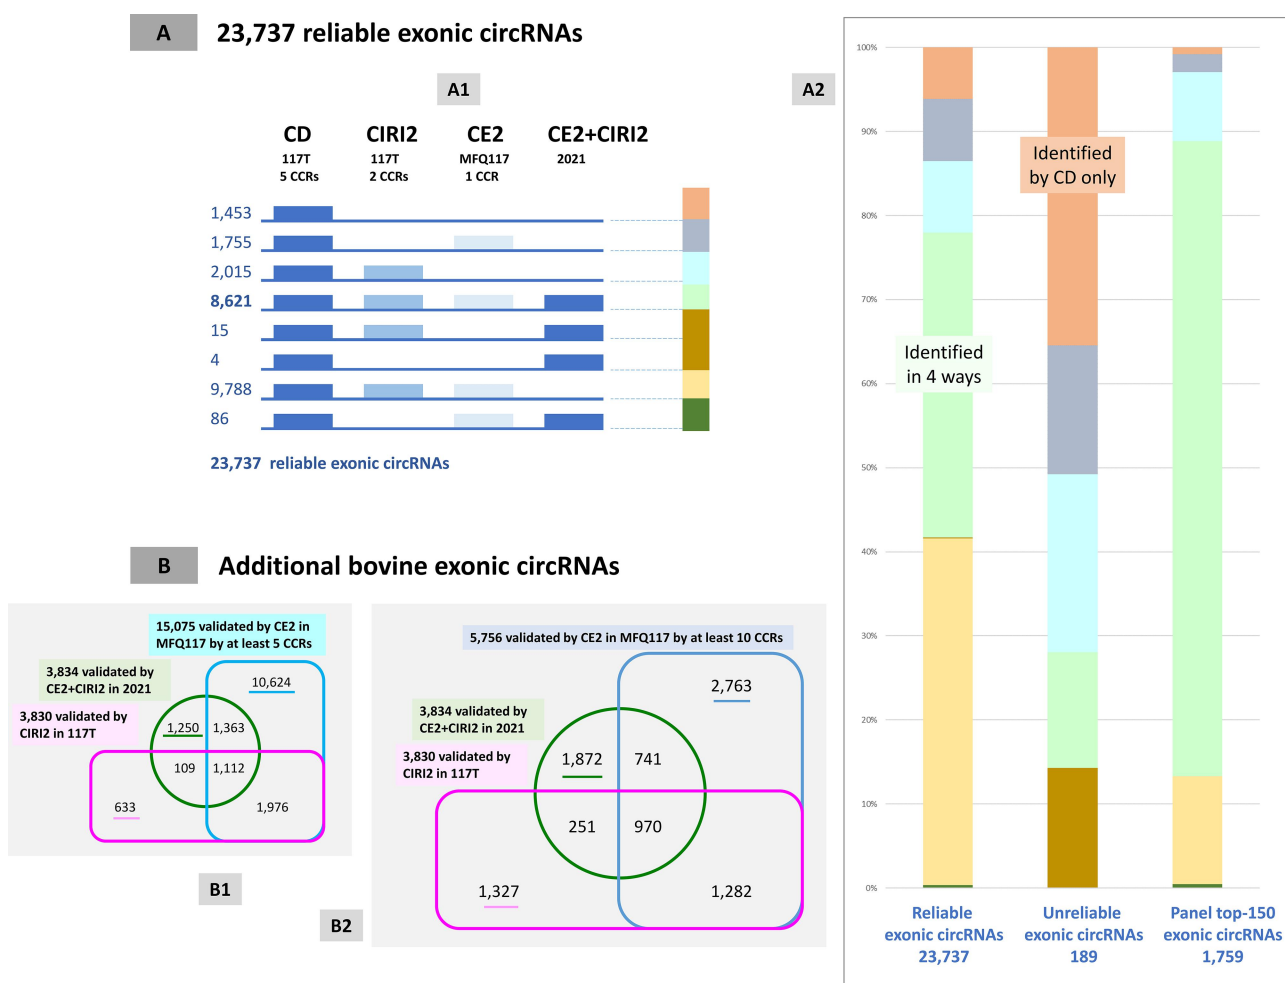 A 23,737 reliable exonic circRNAs
A1
A2
CD CIRI2 CE2 CE2+CIRI2
117T 117T MFQ117 2021
5 CCRs 2 CCRs 1 CCR
1,453
1,755
2,015
8,621
15
4
9,788
86
23,737 reliable exonic circRNAs
B Additional bovine exonic circRNAs
15,075 validated by CE2 in
MFQ117 by at least 5 CCRs
3,834 validated by
CE2+CIRI2 in 2021
3,830 validated by
CIRI2 in 117T
10,624
1,250 1,363
109 1,112
633 1,976
B1
5,756 validated by CE2 in MFQ117 by at least 10 CCRs
3,834 validated by
CE2+CIRI2 in 2021
3,830 validated by
CIRI2 in 117T
2,763
1,872 741
251 970
1,327 1,282
B2
100%
90%
80%
70%
60%
50%
40%
30%
20%
10%
0%
Identified
by CD only
Identified
in 4 ways
Reliable
exonic circRNAs
23,737
Unreliable
exonic circRNAs
189
Panel top-150
exonic circRNAs
1,759